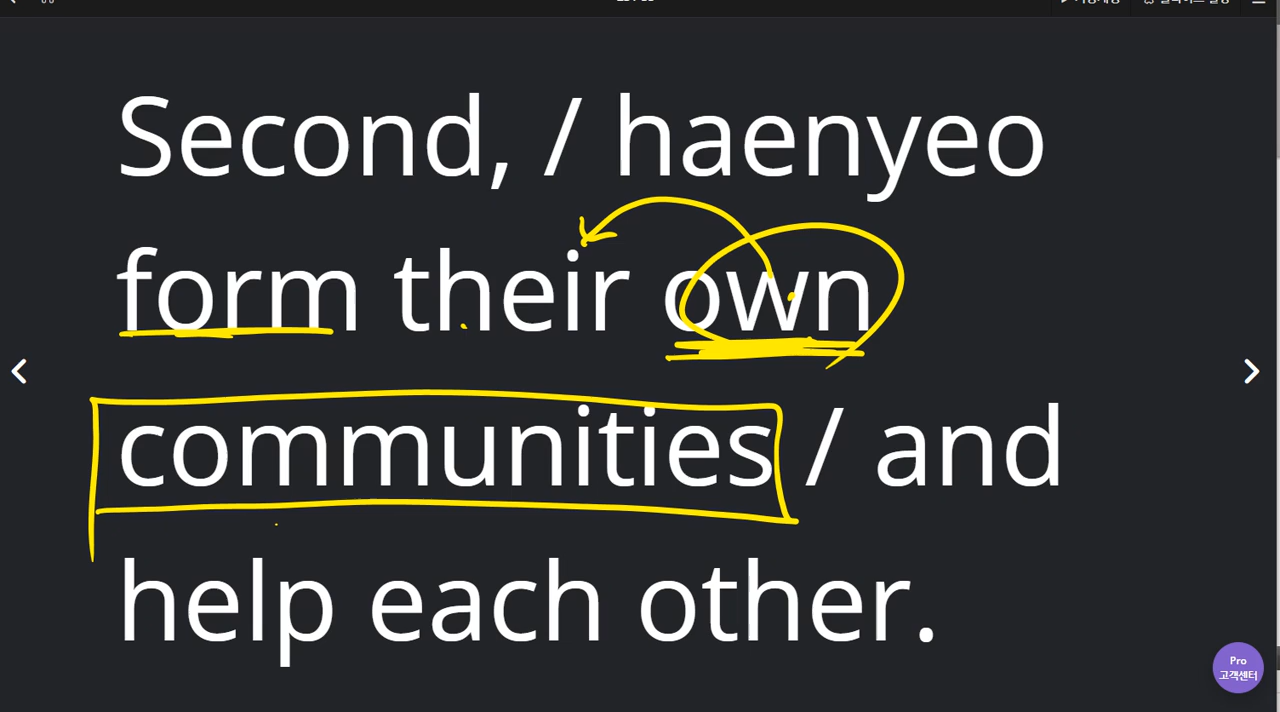 Second, / haenyeo
form their own
communities / and
help each other.
Pro
고객센터